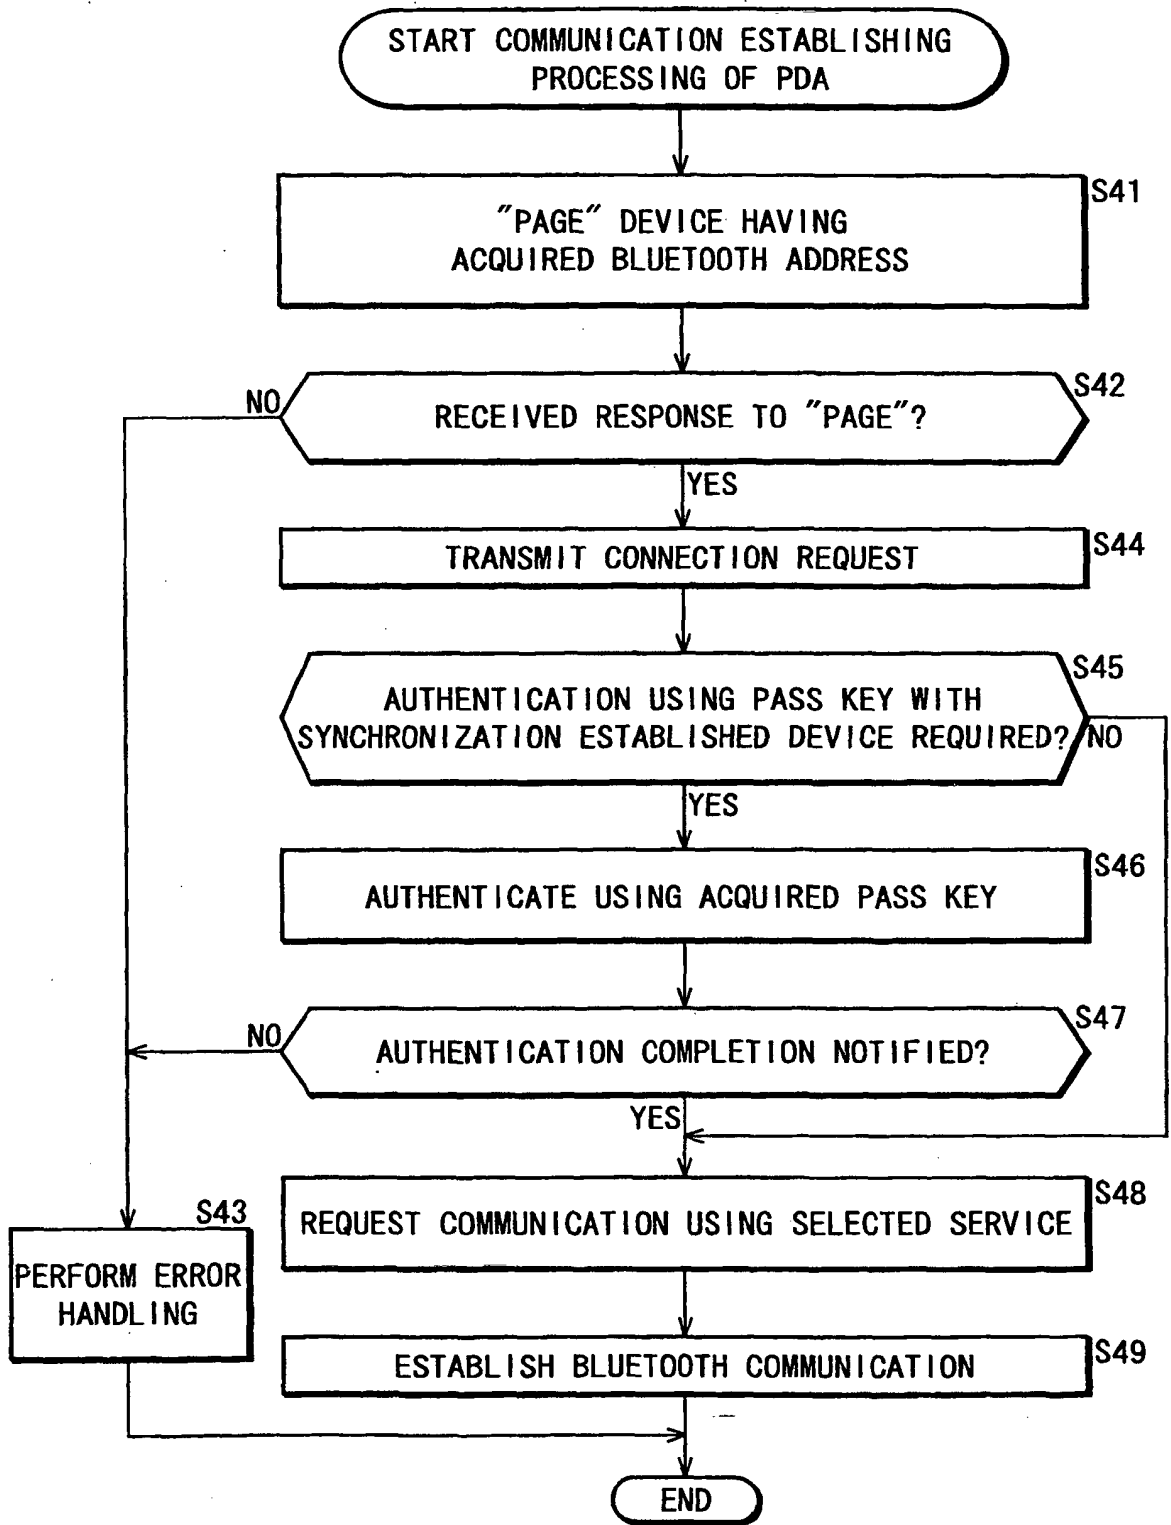 START COMMUNICATION ESTABLISHING
PROCESSING OF PDA
S41
"PAGE" DEVICE HAVING
ACQUIRED BLUETOOTH ADDRESS
S42
NO
RECEIVED RESPONSE TO "PAGE"?
YES
S44
TRANSMIT CONNECTION REQUEST
S45
AUTHENTICATION USING PASS KEY WITH
SYNCHRONIZATION ESTABLISHED DEVICE REQUIRED?
NO
YES
S46
AUTHENTICATE USING ACQUIRED PASS KEY
S47
NO
AUTHENTICATION COMPLETION NOTIFIED?
YES
S48
REQUEST COMMUNICATION USING SELECTED SERVICE
S43
PERFORM ERROR
HANDLING
S49
ESTABLISH BLUETOOTH COMMUNICATION
END